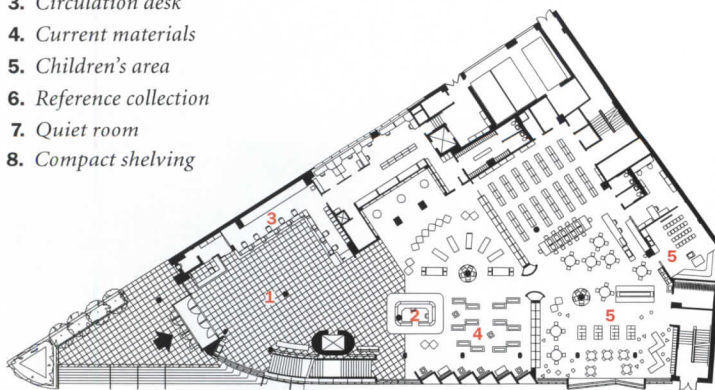 3. Circulation desk
4. Current materials
5. Children's area
6. Reference collection
7. Quiet room
8. Compact shelving
3
5
1
2
4
5